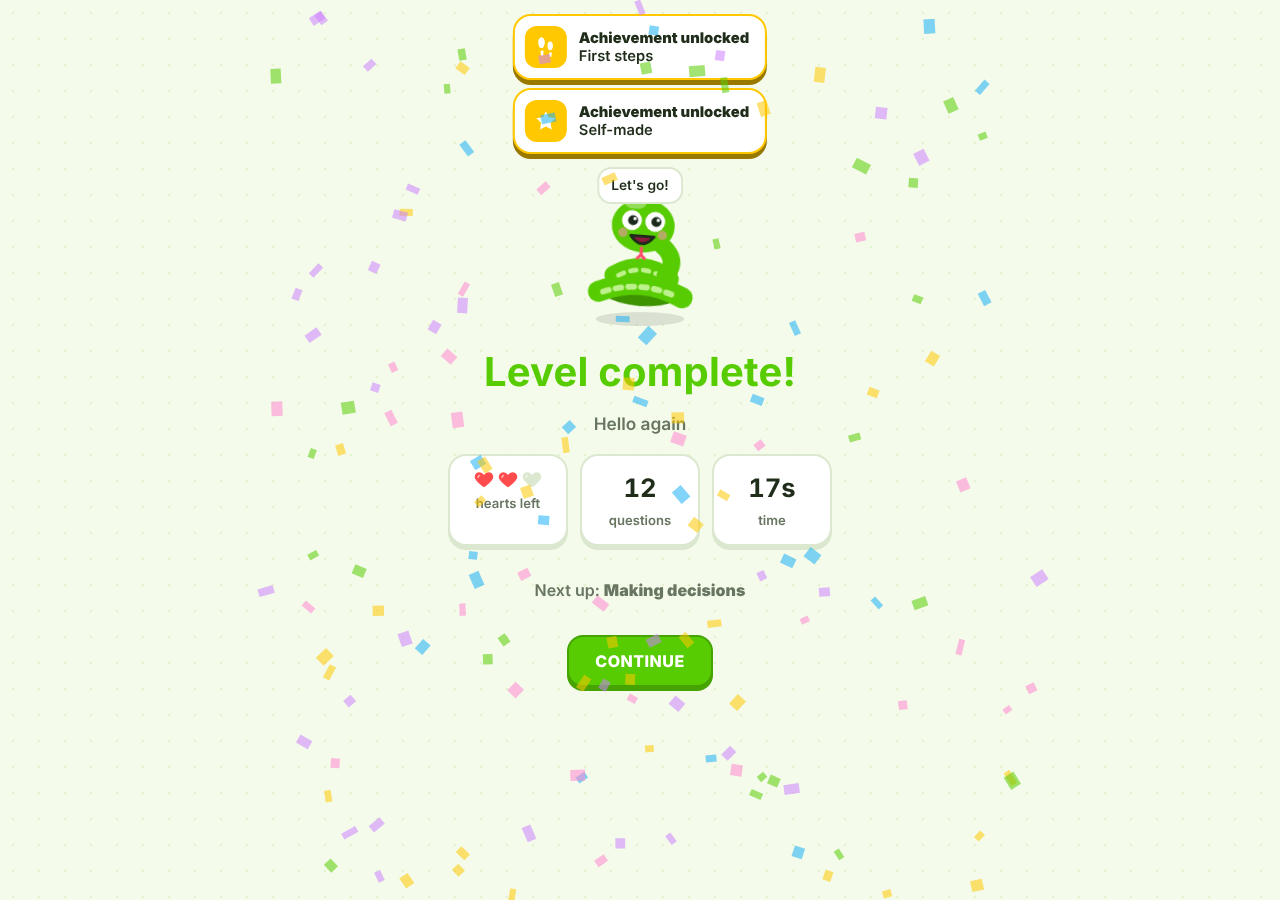 Achievement unlocked
First steps
Achievement unlocked
Self-made
Let's go!
Level complete!
Hello again
hearts left
12
questions
17s
time
Next up: Making decisions
CONTINUE